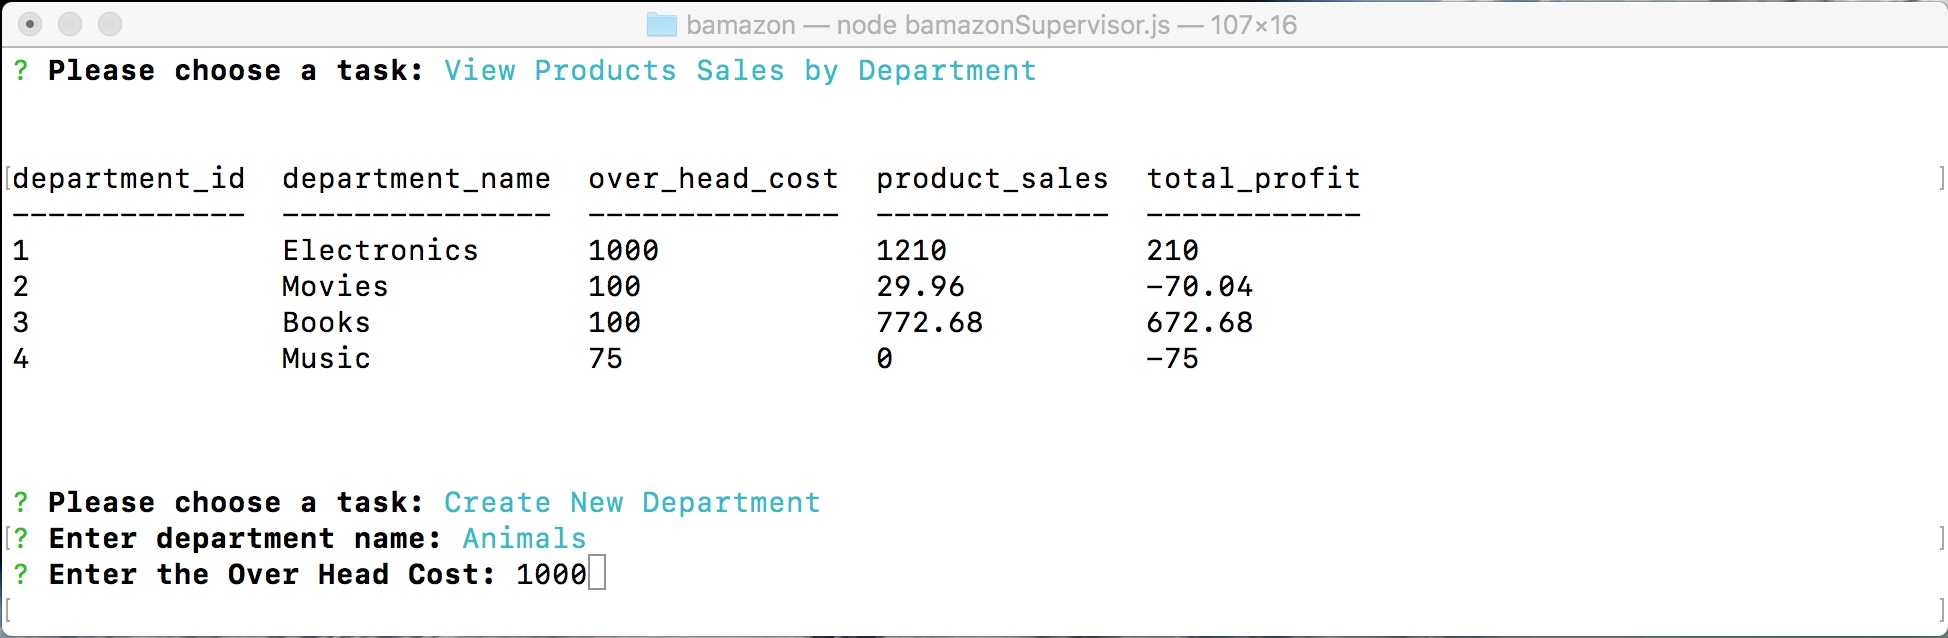 bamazon — node bamazonSupervisor.js — 107×16
? Please choose a task: View Products Sales by Department
department_id  department_name  over_head_cost  product_sales  total_profit
-------------  ---------------  --------------  -------------  ------------
1              Electronics      1000            1210           210
2              Movies           100             29.96          -70.04
3              Books            100             772.68         672.68
4              Music            75              0              -75
? Please choose a task: Create New Department
? Enter department name: Animals
? Enter the Over Head Cost: 1000